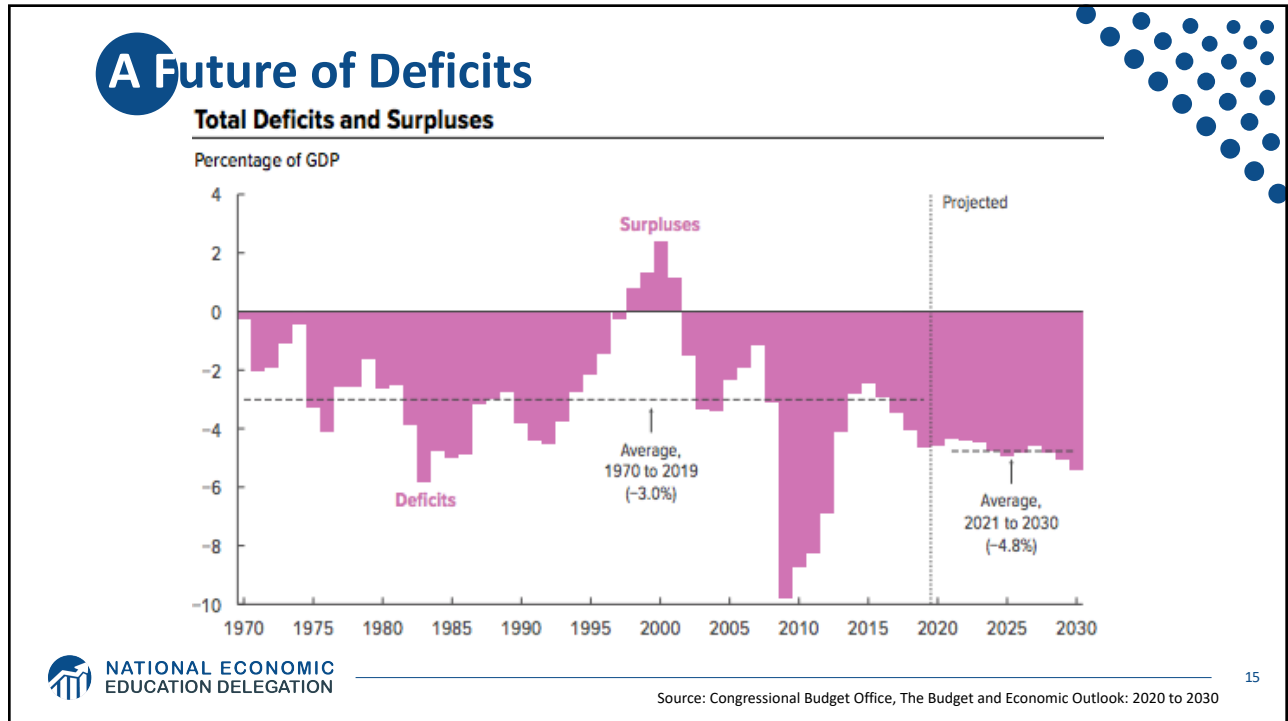 A Future of Deficits
Total Deficits and Surpluses
Percentage of GDP
4
2
0
−2
−4
−6
−8
−10
Surpluses
Projected
Average,
1970 to 2019
(−3.0%)
Deficits
Average,
2021 to 2030
(−4.8%)
1970 1975 1980 1985 1990 1995 2000 2005 2010 2015 2020 2025 2030
NATIONAL ECONOMIC
EDUCATION DELEGATION
15
Source: Congressional Budget Office, The Budget and Economic Outlook: 2020 to 2030